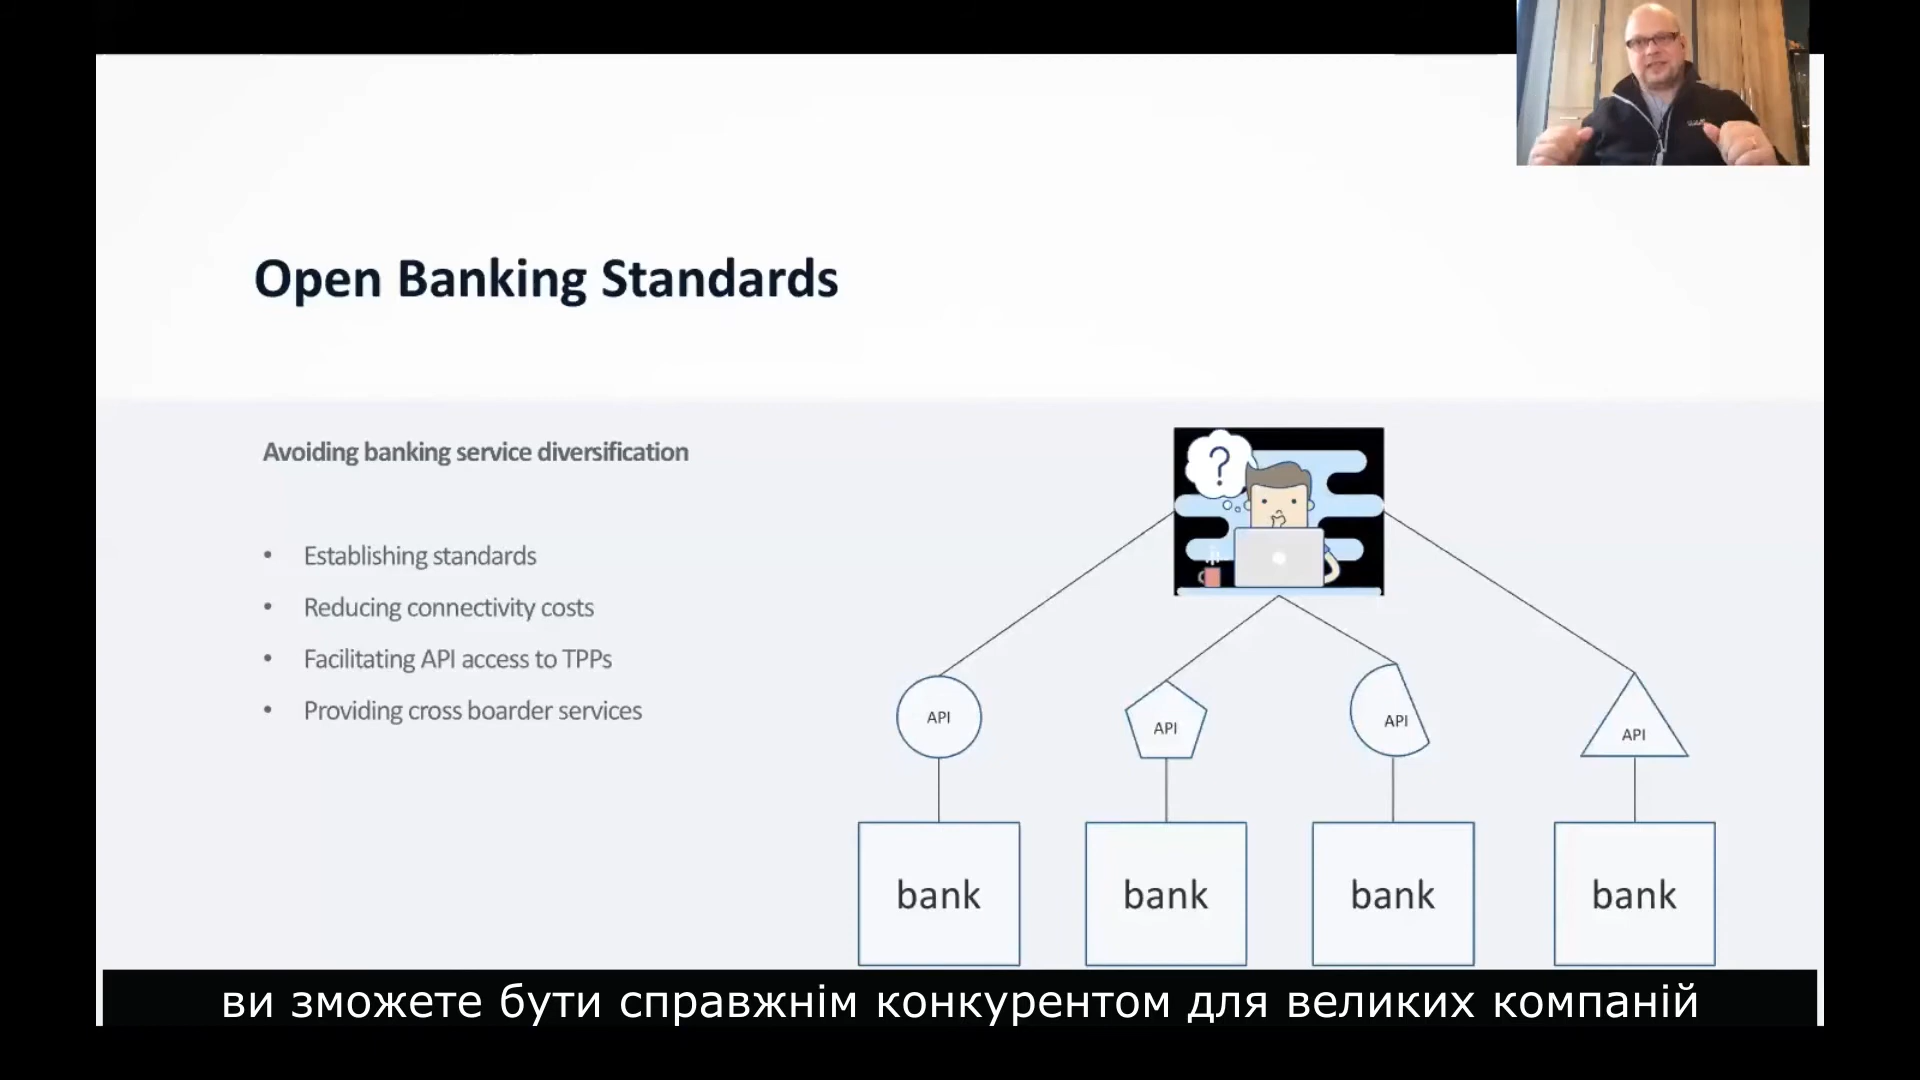 Open Banking Standards
Avoiding banking service diversification
• Establishing standards
• Reducing connectivity costs
• Facilitating API access to TPPs
• Providing cross boarder services
?
API API API API
bank bank bank bank
ви зможете бути справжнім конкурентом для великих компаній